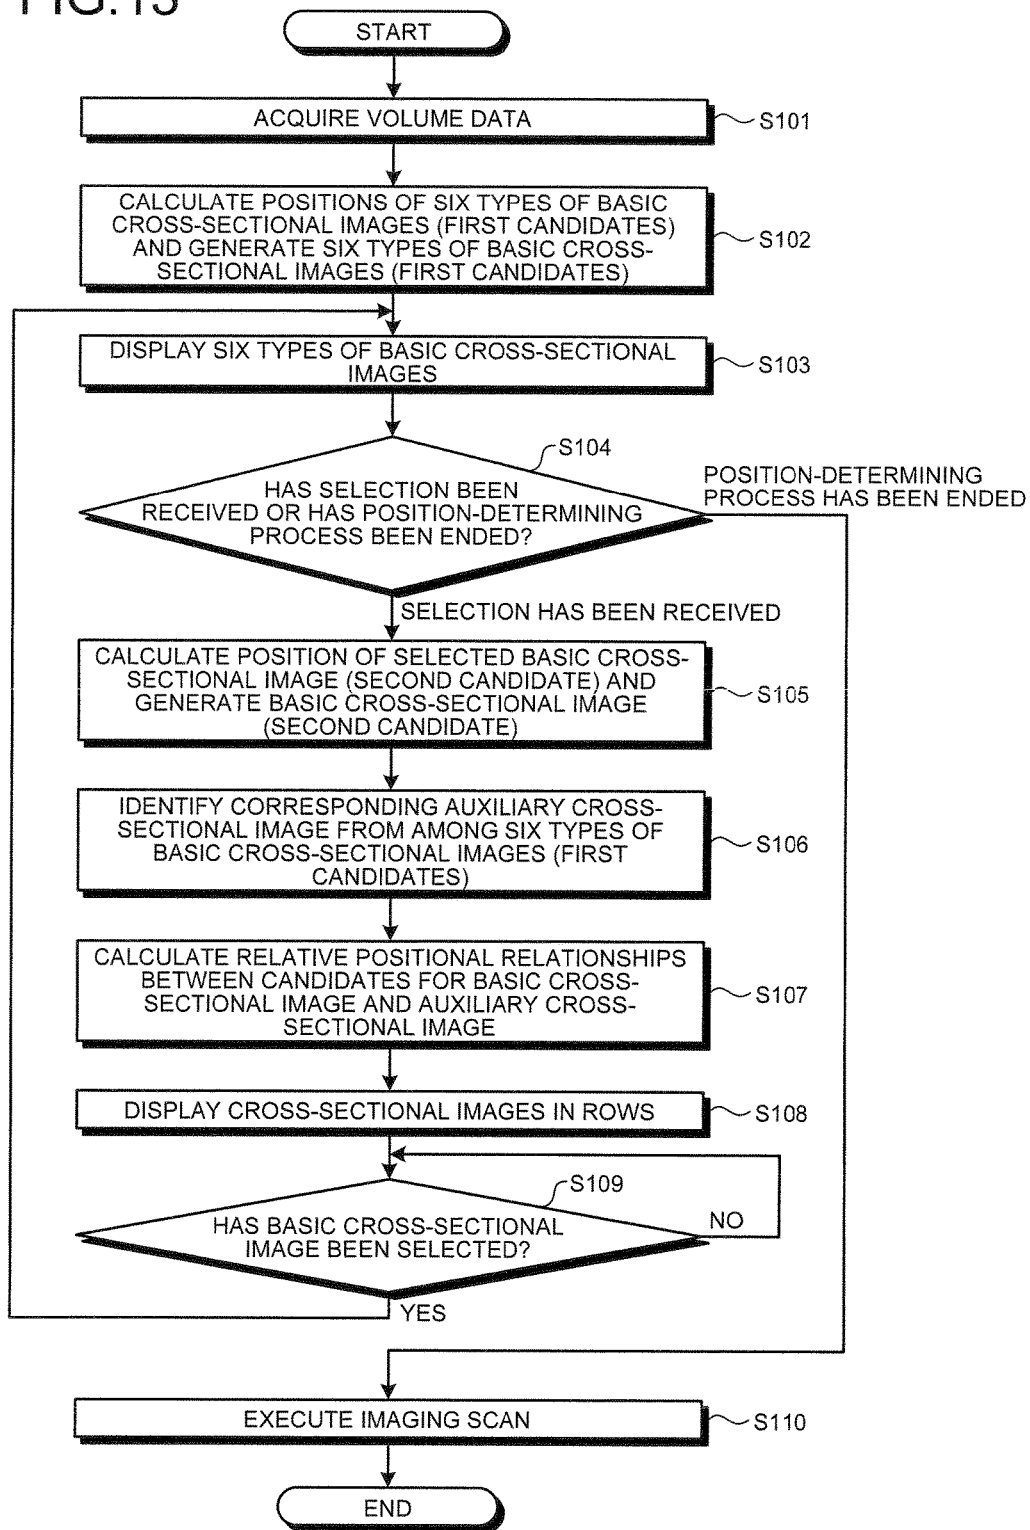 FIG.13
START
ACQUIRE VOLUME DATA
S101
CALCULATE POSITIONS OF SIX TYPES OF BASIC
CROSS-SECTIONAL IMAGES (FIRST CANDIDATES)
AND GENERATE SIX TYPES OF BASIC CROSS-
SECTIONAL IMAGES (FIRST CANDIDATES)
S102
DISPLAY SIX TYPES OF BASIC CROSS-SECTIONAL
IMAGES
S103
S104
HAS SELECTION BEEN
RECEIVED OR HAS POSITION-DETERMINING
PROCESS BEEN ENDED?
POSITION-DETERMINING
PROCESS HAS BEEN ENDED
SELECTION HAS BEEN RECEIVED
CALCULATE POSITION OF SELECTED BASIC CROSS-
SECTIONAL IMAGE (SECOND CANDIDATE) AND
GENERATE BASIC CROSS-SECTIONAL IMAGE
(SECOND CANDIDATE)
S105
IDENTIFY CORRESPONDING AUXILIARY CROSS-
SECTIONAL IMAGE FROM AMONG SIX TYPES OF
BASIC CROSS-SECTIONAL IMAGES (FIRST
CANDIDATES)
S106
CALCULATE RELATIVE POSITIONAL RELATIONSHIPS
BETWEEN CANDIDATES FOR BASIC CROSS-
SECTIONAL IMAGE AND AUXILIARY CROSS-
SECTIONAL IMAGE
S107
DISPLAY CROSS-SECTIONAL IMAGES IN ROWS
S108
S109
HAS BASIC CROSS-SECTIONAL
IMAGE BEEN SELECTED?
NO
YES
EXECUTE IMAGING SCAN
S110
END